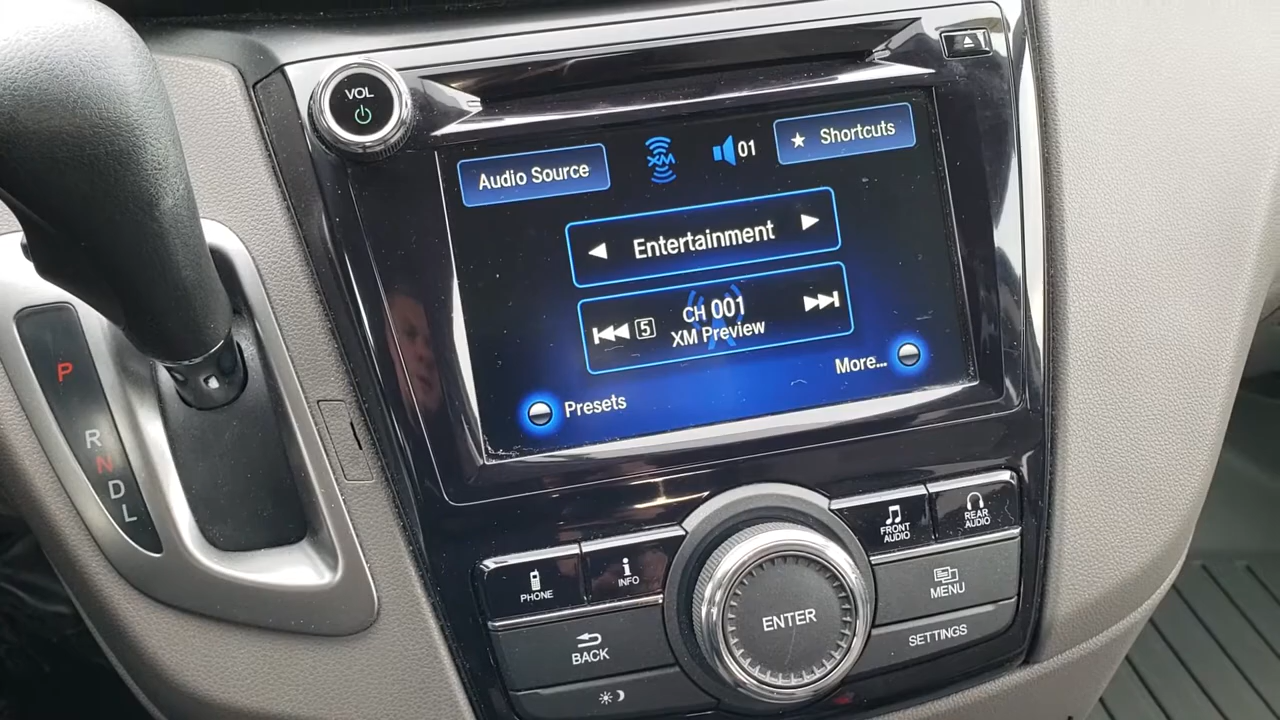 VOL
Audio Source
XM
01
★ Shortcuts
Entertainment
CH 001
5
XM Preview
More...
Presets
P
R
N
D
L
PHONE
INFO
FRONT
AUDIO
REAR
AUDIO
BACK
ENTER
MENU
SETTINGS